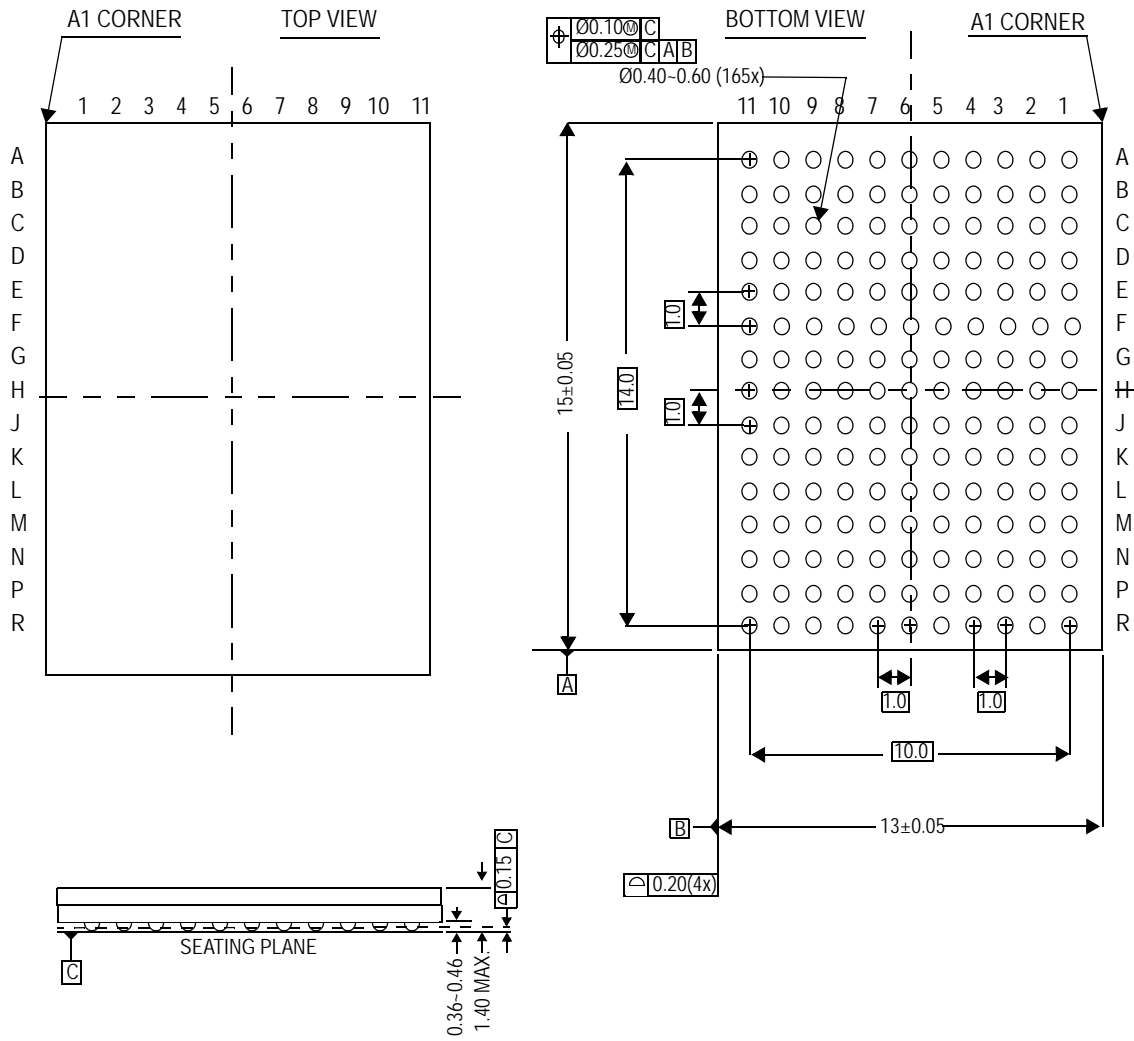 A1 CORNER
TOP VIEW
1 2 3 4 5 6 7 8 9 10 11
A
B
C
D
E
F
G
H
J
K
L
M
N
P
R
Ø0.10Ⓜ C
Ø0.25Ⓜ C A B
BOTTOM VIEW
A1 CORNER
Ø0.40~0.60 (165x)
11 10 9 8 7 6 5 4 3 2 1
A
B
C
D
E
F
G
H
J
K
L
M
N
P
R
15±0.05
14.0
1.0
1.0
A
1.0
1.0
10.0
B
13±0.05
0.20(4x)
0.15 C
SEATING PLANE
C
0.36~0.46
1.40 MAX.